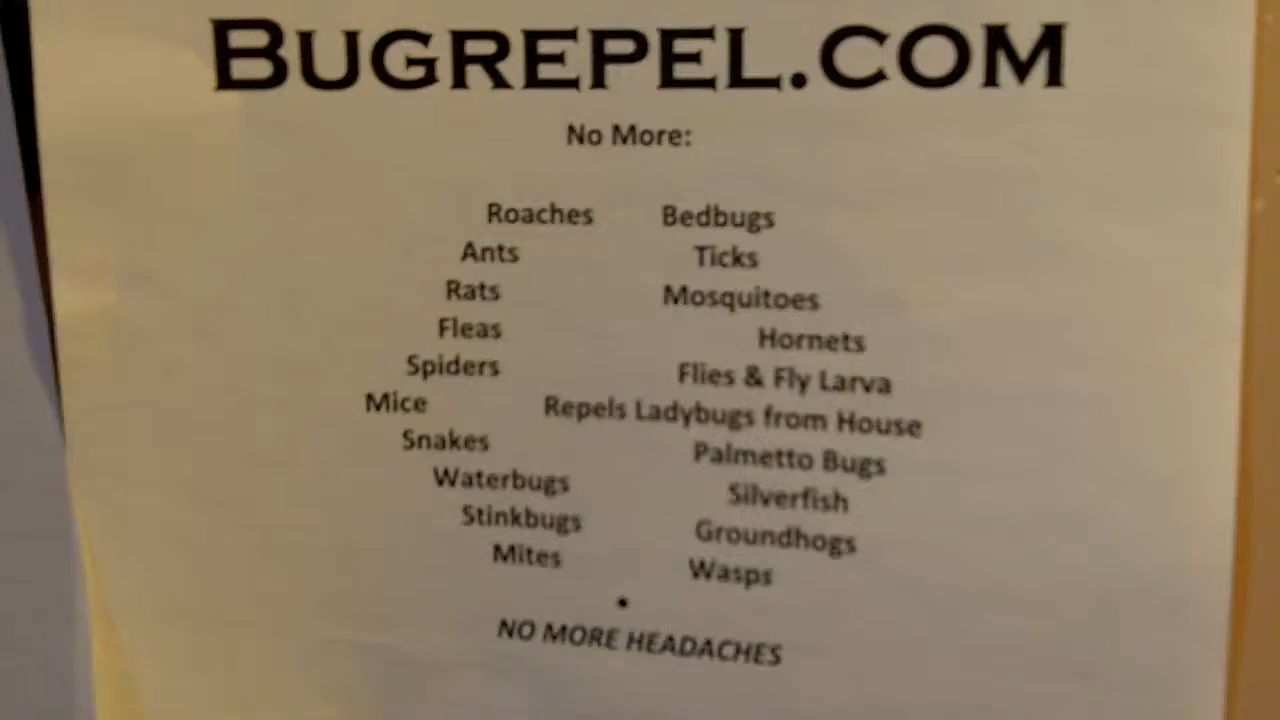 BUGREPEL.COM
No More:
Roaches Bedbugs
Ants Ticks
Rats Mosquitoes
Fleas Hornets
Spiders Flies & Fly Larva
Mice Repels Ladybugs from House
Snakes Palmetto Bugs
Waterbugs Silverfish
Stinkbugs Groundhogs
Mites Wasps
•
NO MORE HEADACHES